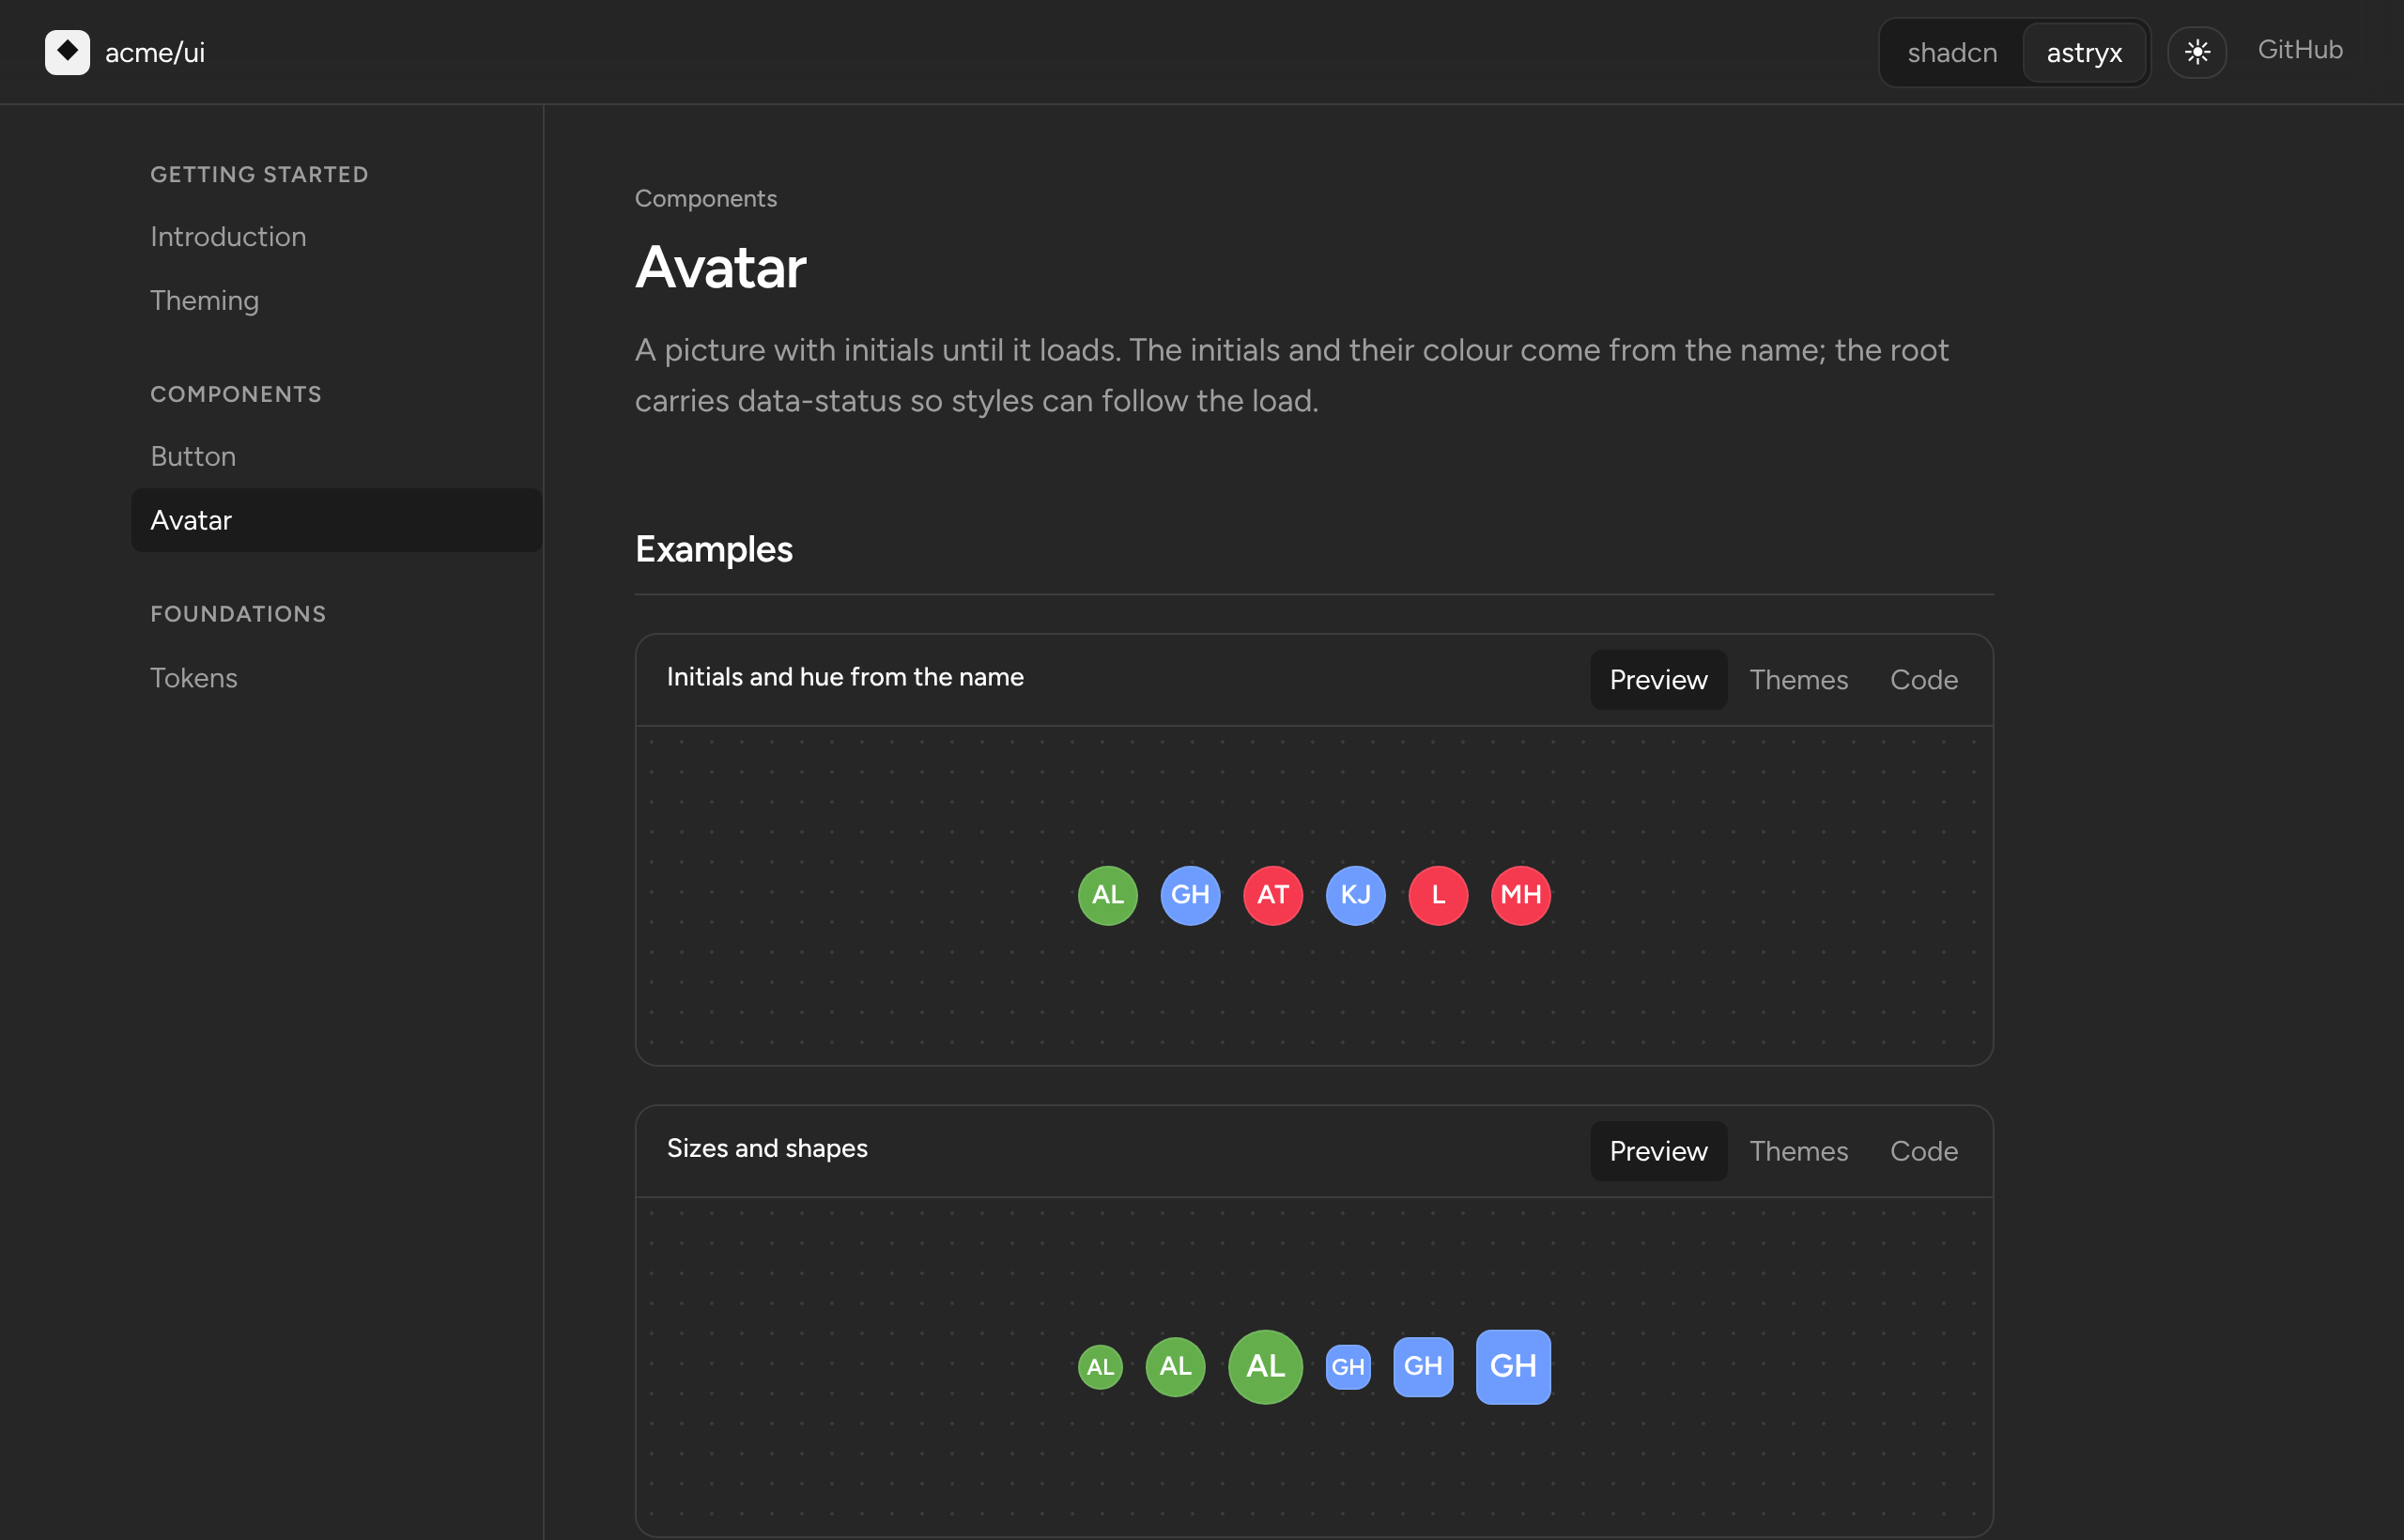 acme/ui
shadcn
astryx
GitHub
GETTING STARTED
Introduction
Theming
COMPONENTS
Button
Avatar
FOUNDATIONS
Tokens
Components
Avatar
A picture with initials until it loads. The initials and their colour come from the name; the root
carries data-status so styles can follow the load.
Examples
Initials and hue from the name
Preview
Themes
Code
AL
GH
AT
KJ
L
MH
Sizes and shapes
Preview
Themes
Code
AL
AL
AL
GH
GH
GH